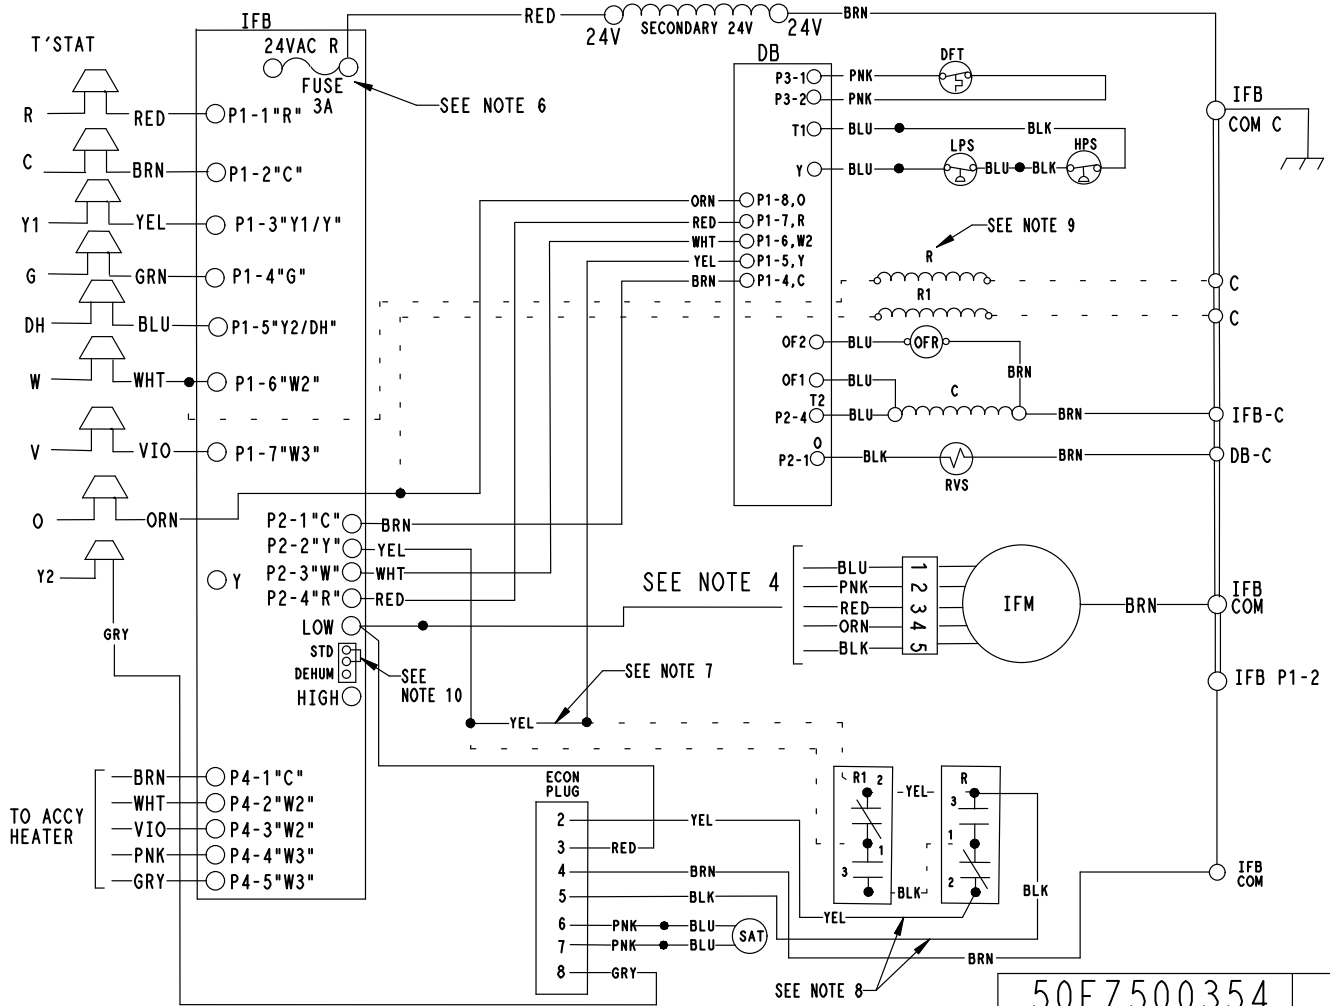 RED
24V
SECONDARY 24V
24V
BRN
IFB
T'STAT
24VAC R
FUSE
3A
SEE NOTE 6
R
RED
P1-1"R"
C
BRN
P1-2"C"
Y1
YEL
P1-3"Y1/Y"
G
GRN
P1-4"G"
DH
BLU
P1-5"Y2/DH"
W
WHT
P1-6"W2"
V
VIO
P1-7"W3"
O
ORN
Y2
GRY
Y
P2-1"C"
BRN
P2-2"Y"
YEL
P2-3"W"
WHT
P2-4"R"
RED
LOW
STD
DEHUM
HIGH
SEE
NOTE 10
TO ACCY
HEATER
BRN
P4-1"C"
WHT
P4-2"W2"
VIO
P4-3"W2"
PNK
P4-4"W3"
GRY
P4-5"W3"
DB
P3-1
PNK
DFT
P3-2
PNK
T1
BLU
BLK
Y
BLU
LPS
BLU
BLK
HPS
ORN
P1-8,O
RED
P1-7,R
WHT
P1-6,W2
YEL
P1-5,Y
BRN
P1-4,C
SEE NOTE 9
R
R1
OF2
BLU
OFR
BRN
OF1
BLU
T2
P2-4
BLU
C
BRN
O
P2-1
BLK
RVS
BRN
IFB
COM C
C
C
IFB-C
DB-C
SEE NOTE 4
BLU
PNK
RED
ORN
BLK
1
2
3
4
5
IFM
BRN
IFB
COM
IFB P1-2
SEE NOTE 7
YEL
ECON
PLUG
2
YEL
3
RED
4
BRN
5
BLK
6
PNK
BLU
7
PNK
BLU
SAT
8
GRY
R1
2
1
3
YEL
BLK
R
3
1
2
BLK
YEL
BRN
IFB
COM
SEE NOTE 8
50E7500354